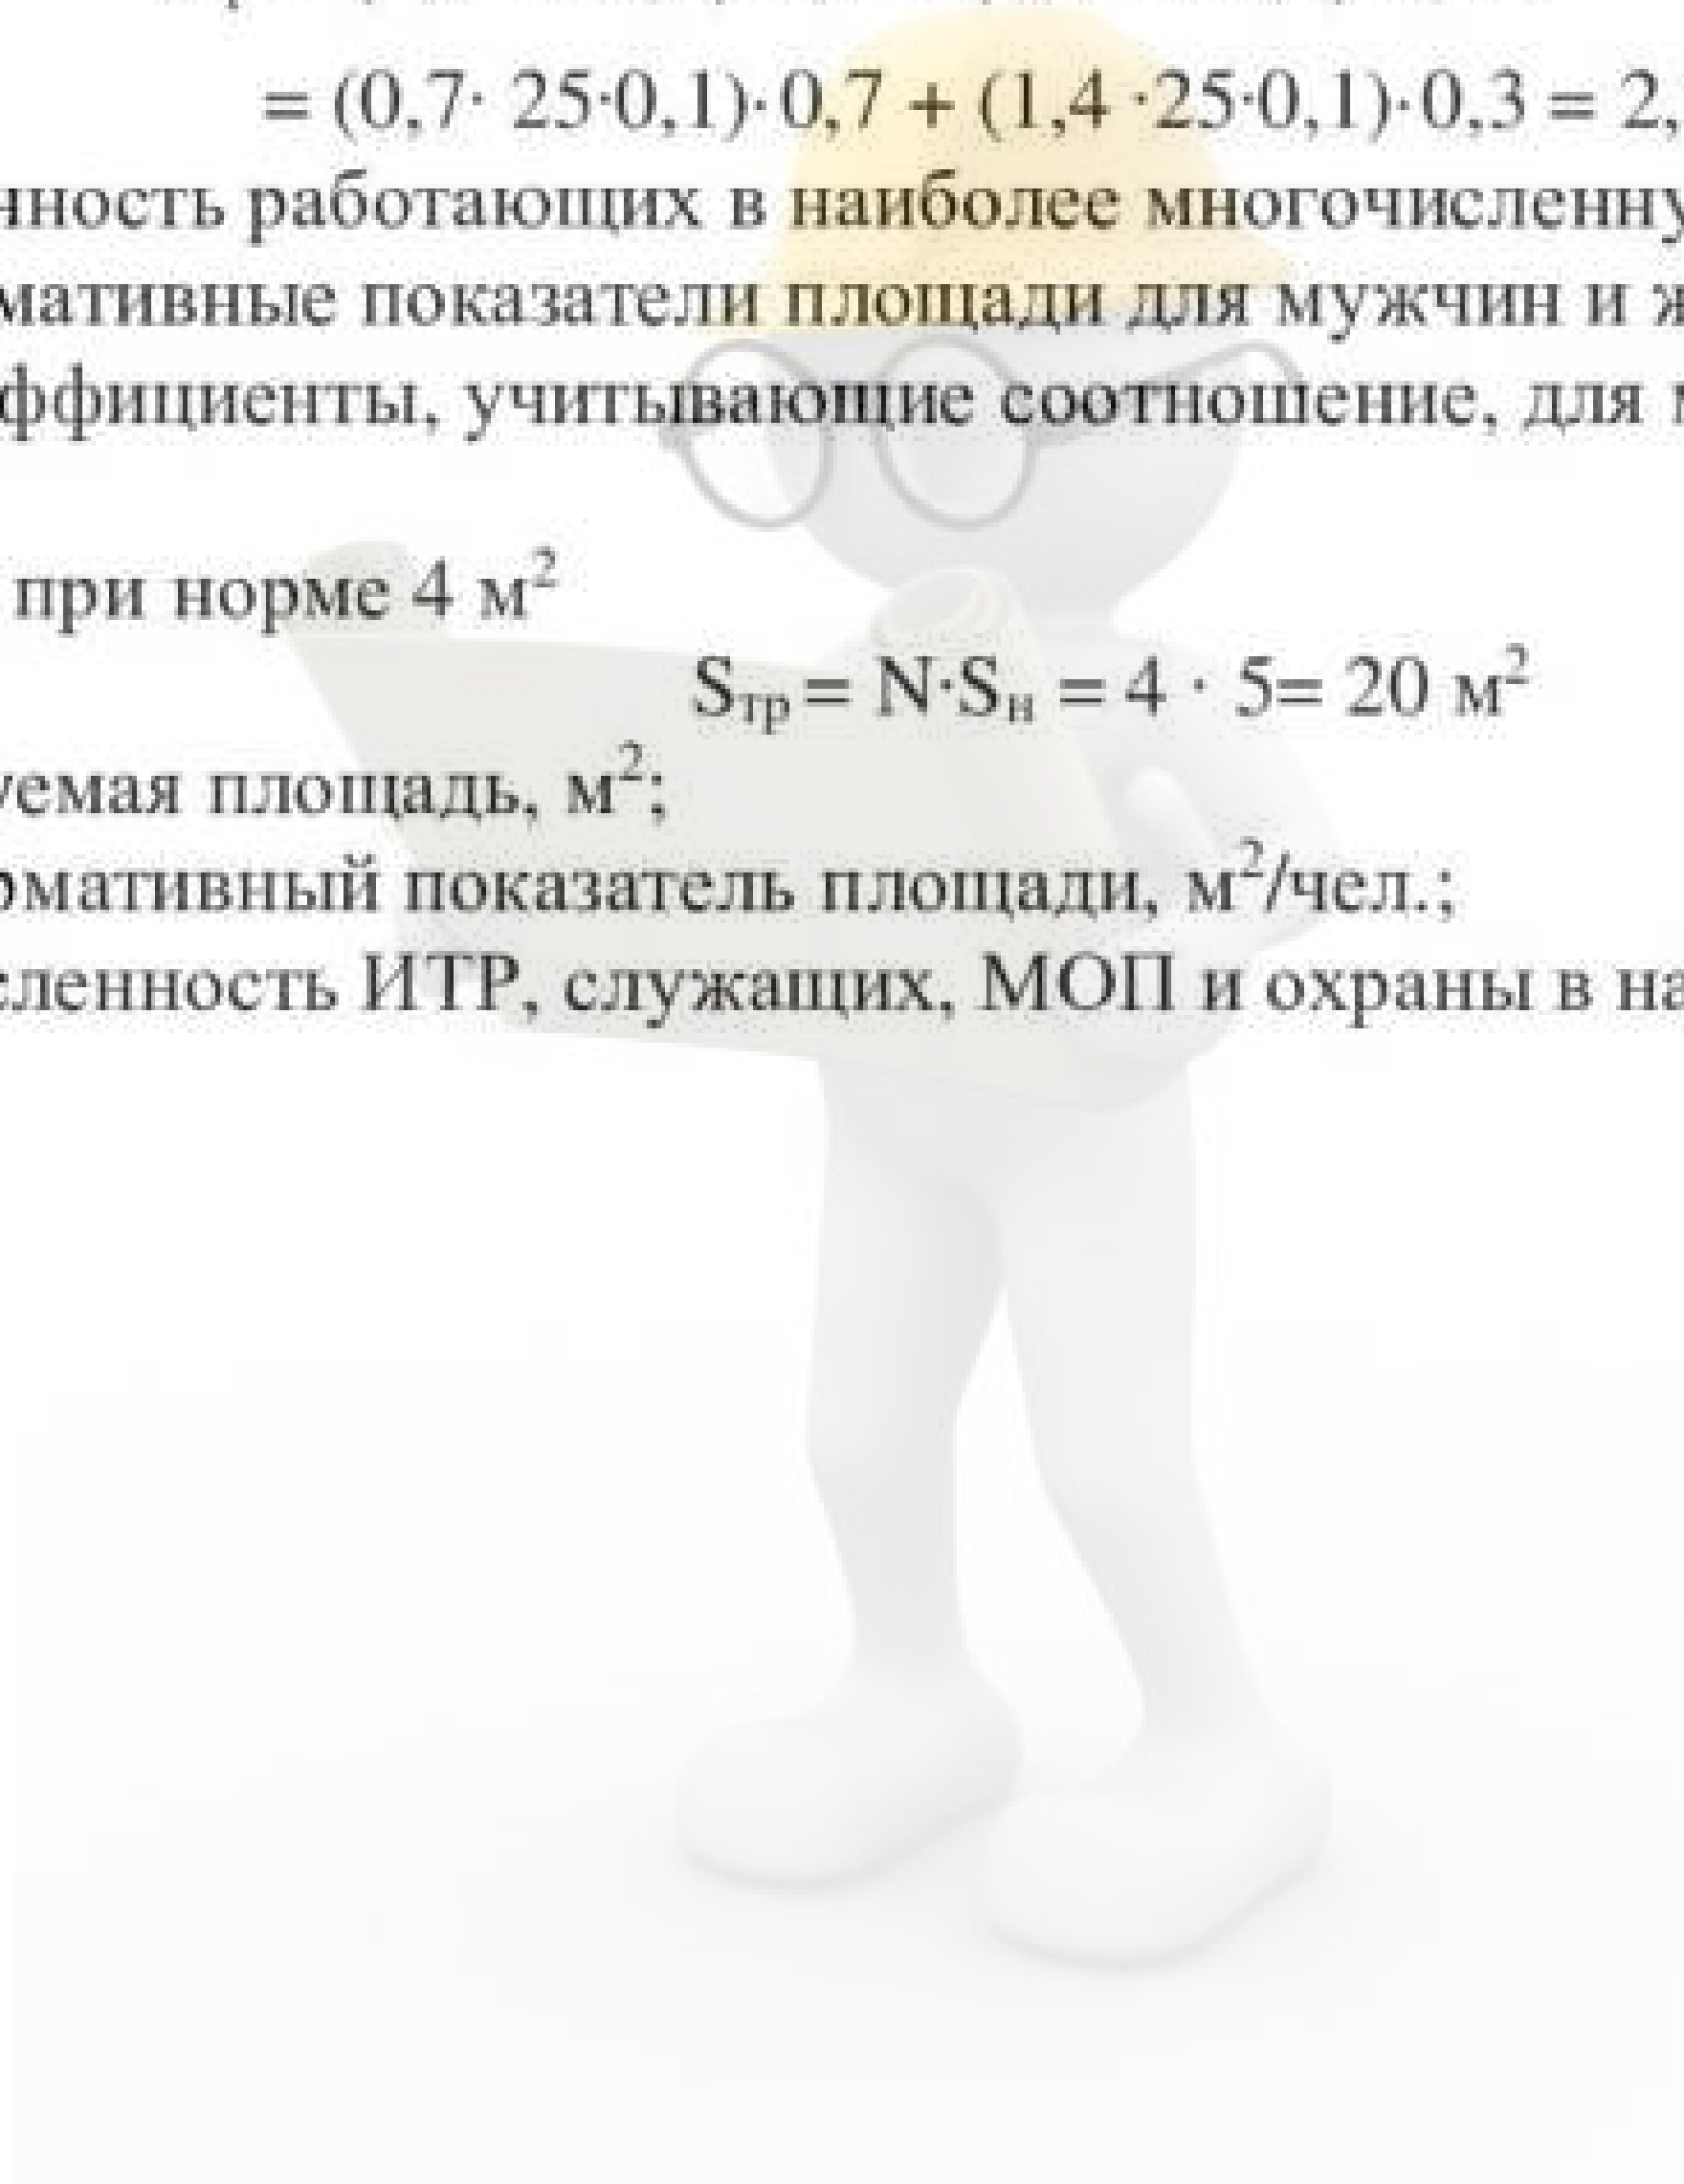 = (0,7· 25·0,1)·0,7 + (1,4 ·25·0,1)·0,3 = 2,
нность работающих в наиболее многочисленну
мативные показатели площади для мужчин и ж
ффициенты, учитывающие соотношение, для м
при норме 4 м²
Sтр = N·Sн = 4 · 5= 20 м²
уемая площадь, м²;
рмативный показатель площади, м²/чел.;
сленность ИТР, служащих, МОП и охраны в на